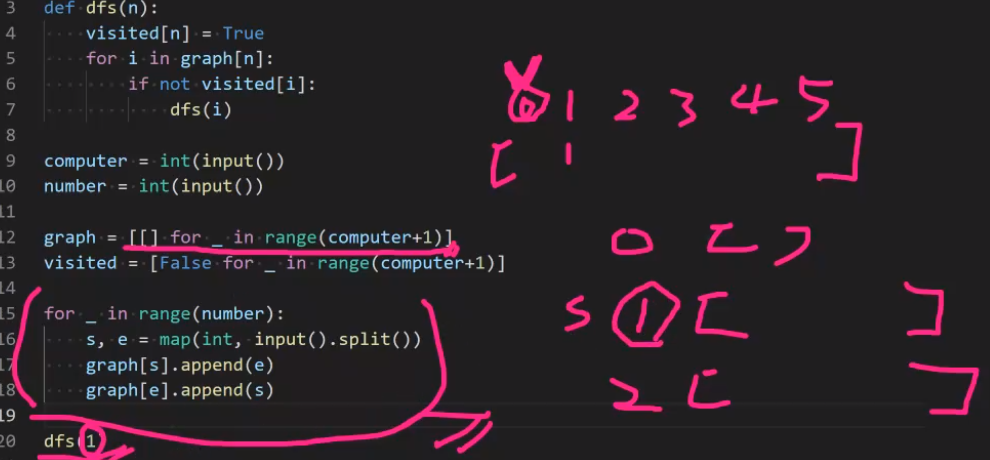 3 def dfs(n):
4 visited[n] = True
5 for i in graph[n]:
6 if not visited[i]:
7 dfs(i)
8
9 computer = int(input())
10 number = int(input())
11
12 graph = [[] for _ in range(computer+1)]
13 visited = [False for _ in range(computer+1)]
14
15 for _ in range(number):
16 s, e = map(int, input().split())
17 graph[s].append(e)
18 graph[e].append(s)
19
20 dfs(1
0 1 2 3 4 5
[ 1 ]
0 [ ]
s 1 [ ]
2 [ ]